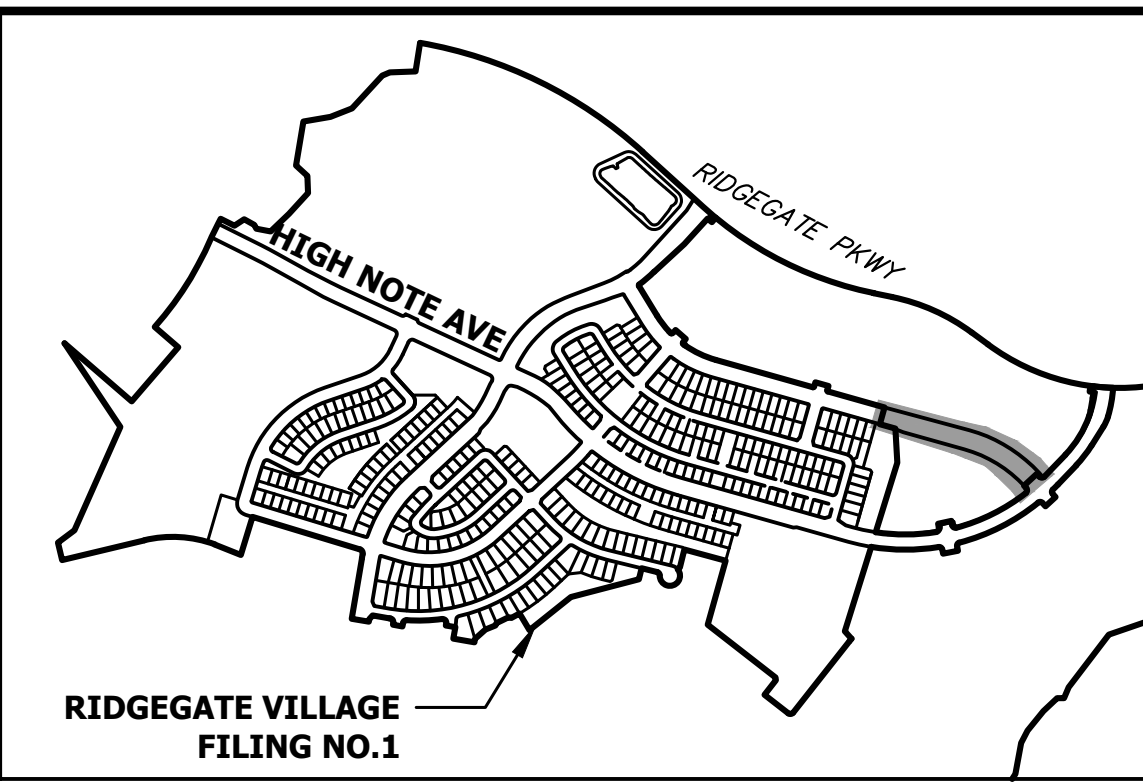 RIDGEGATE PKWY
HIGH NOTE AVE
RIDGEGATE VILLAGE
FILING NO.1